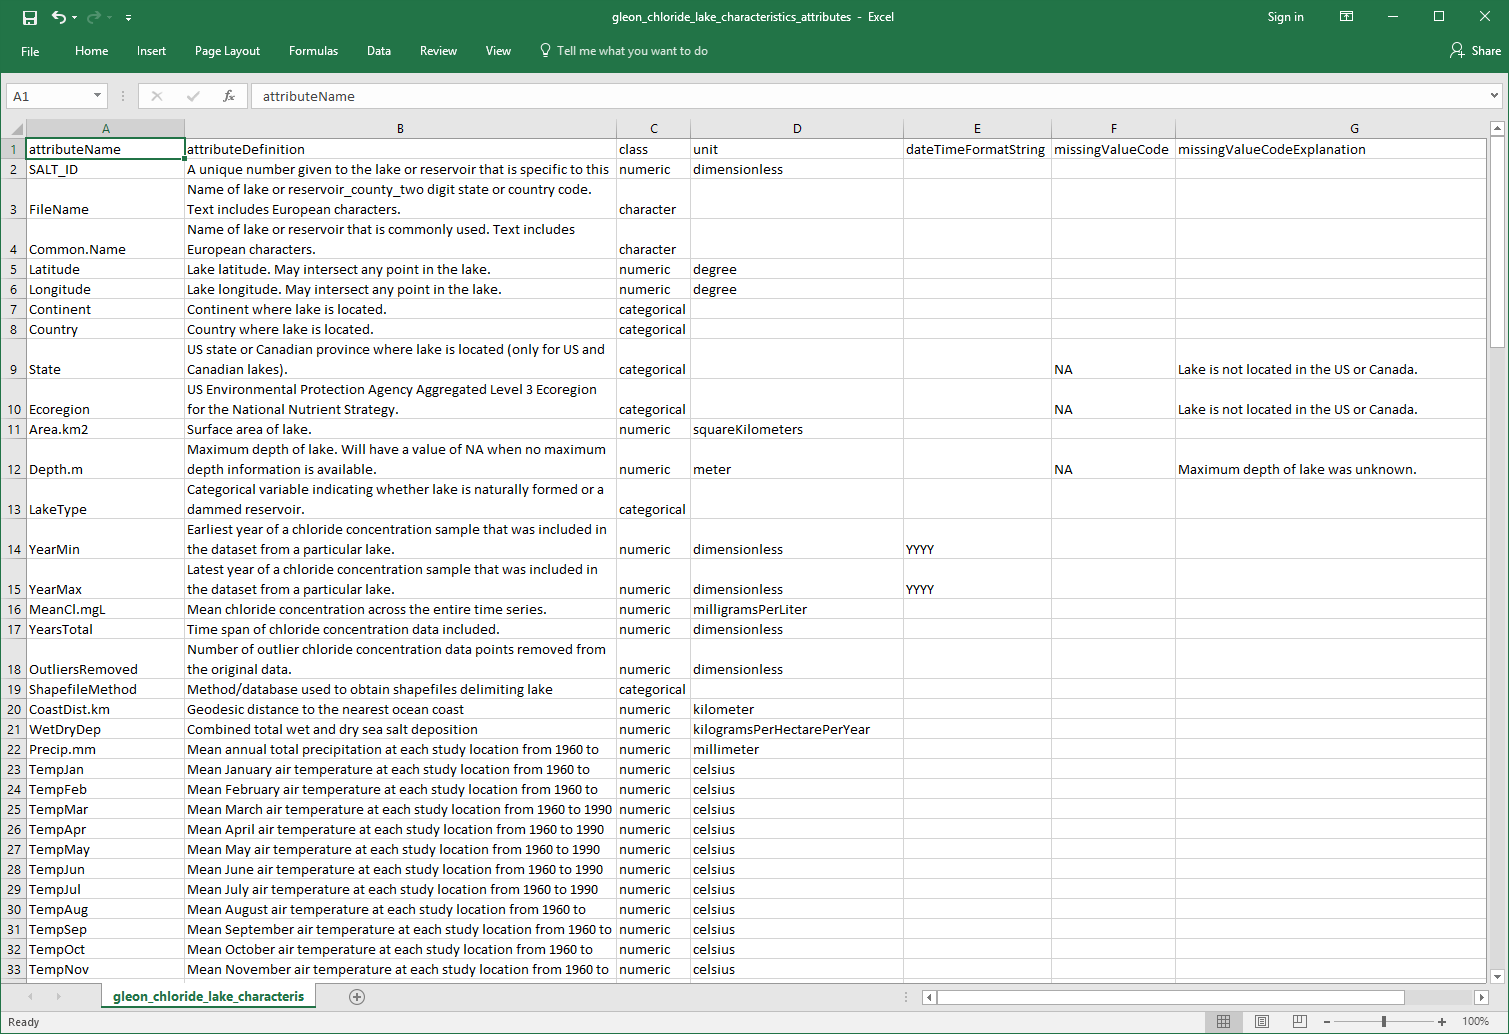 gleon_chloride_lake_characteristics_attributes - Excel
Sign in
File Home Insert Page Layout Formulas Data Review View Tell me what you want to do Share
A1 fx attributeName
A B C D E F G
1 attributeName attributeDefinition class unit dateTimeFormatString missingValueCode missingValueCodeExplanation
2 SALT_ID A unique number given to the lake or reservoir that is specific to this numeric dimensionless
Name of lake or reservoir_county_two digit state or country code.
3 FileName Text includes European characters. character
Name of lake or reservoir that is commonly used. Text includes
4 Common.Name European characters. character
5 Latitude Lake latitude. May intersect any point in the lake. numeric degree
6 Longitude Lake longitude. May intersect any point in the lake. numeric degree
7 Continent Continent where lake is located. categorical
8 Country Country where lake is located. categorical
US state or Canadian province where lake is located (only for US and
9 State Canadian lakes). categorical NA Lake is not located in the US or Canada.
US Environmental Protection Agency Aggregated Level 3 Ecoregion
10 Ecoregion for the National Nutrient Strategy. categorical NA Lake is not located in the US or Canada.
11 Area.km2 Surface area of lake. numeric squareKilometers
Maximum depth of lake. Will have a value of NA when no maximum
12 Depth.m depth information is available. numeric meter NA Maximum depth of lake was unknown.
Categorical variable indicating whether lake is naturally formed or a
13 LakeType dammed reservoir. categorical
Earliest year of a chloride concentration sample that was included in
14 YearMin the dataset from a particular lake. numeric dimensionless YYYY
Latest year of a chloride concentration sample that was included in
15 YearMax the dataset from a particular lake. numeric dimensionless YYYY
16 MeanCl.mgL Mean chloride concentration across the entire time series. numeric milligramsPerLiter
17 YearsTotal Time span of chloride concentration data included. numeric dimensionless
Number of outlier chloride concentration data points removed from
18 OutliersRemoved the original data. numeric dimensionless
19 ShapefileMethod Method/database used to obtain shapefiles delimiting lake categorical
20 CoastDist.km Geodesic distance to the nearest ocean coast numeric kilometer
21 WetDryDep Combined total wet and dry sea salt deposition numeric kilogramsPerHectarePerYear
22 Precip.mm Mean annual total precipitation at each study location from 1960 to numeric millimeter
23 TempJan Mean January air temperature at each study location from 1960 to numeric celsius
24 TempFeb Mean February air temperature at each study location from 1960 to numeric celsius
25 TempMar Mean March air temperature at each study location from 1960 to 1990 numeric celsius
26 TempApr Mean April air temperature at each study location from 1960 to 1990 numeric celsius
27 TempMay Mean May air temperature at each study location from 1960 to 1990 numeric celsius
28 TempJun Mean June air temperature at each study location from 1960 to 1990 numeric celsius
29 TempJul Mean July air temperature at each study location from 1960 to 1990 numeric celsius
30 TempAug Mean August air temperature at each study location from 1960 to numeric celsius
31 TempSep Mean September air temperature at each study location from 1960 to numeric celsius
32 TempOct Mean October air temperature at each study location from 1960 to numeric celsius
33 TempNov Mean November air temperature at each study location from 1960 to numeric celsius
gleon_chloride_lake_characteris
Ready 100%